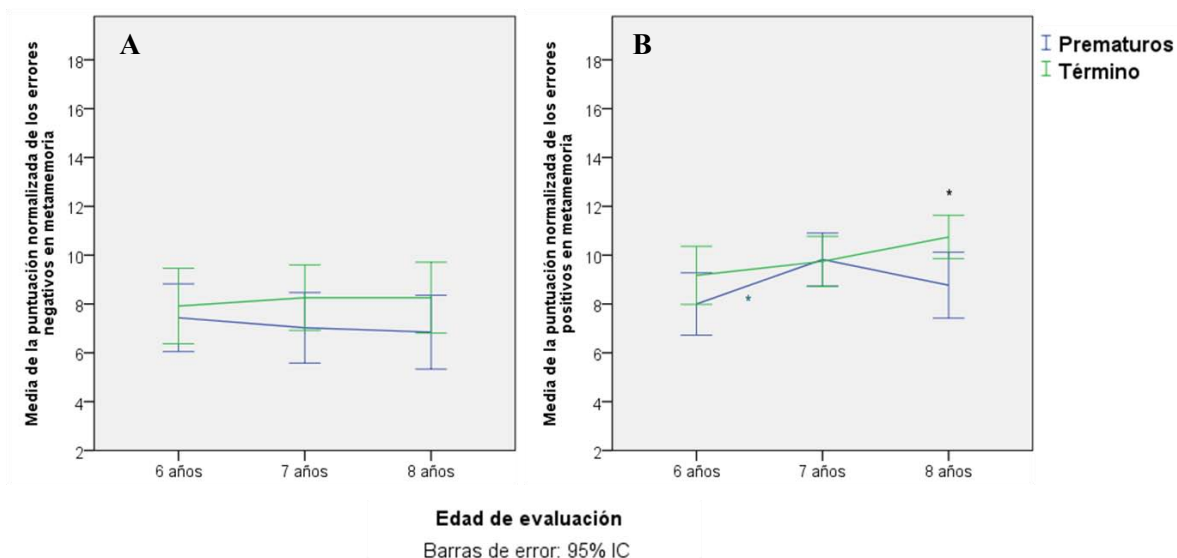 A
Media de la puntuación normalizada de los errores
negativos en metamemoria
18
16
14
12
10
8
6
4
2
6 años
7 años
8 años
B
Media de la puntuación normalizada de los errores
positivos en metamemoria
18
16
14
12
10
8
6
4
2
*
*
6 años
7 años
8 años
Prematuros
Término
Edad de evaluación
Barras de error: 95% IC